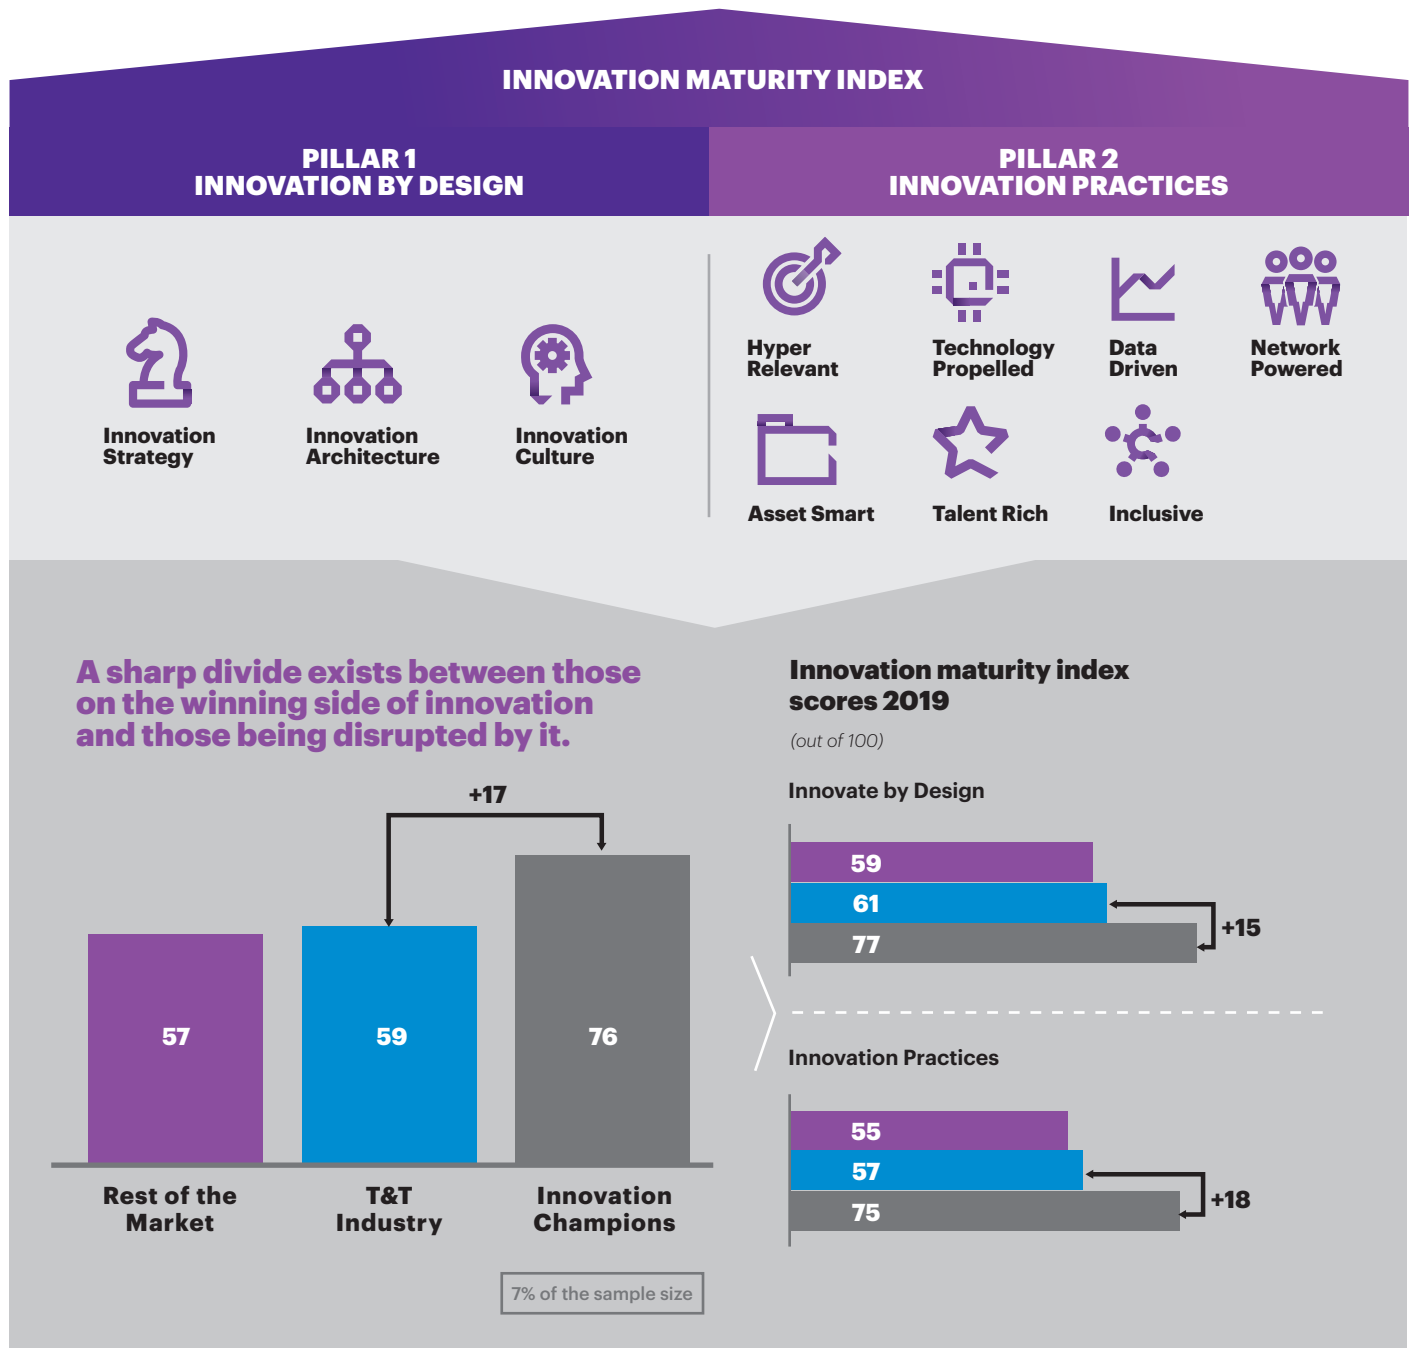 INNOVATION MATURITY INDEX
PILLAR 1
INNOVATION BY DESIGN
PILLAR 2
INNOVATION PRACTICES
Innovation
Strategy
Innovation
Architecture
Innovation
Culture
Hyper
Relevant
Technology
Propelled
Data
Driven
Network
Powered
Asset Smart
Talent Rich
Inclusive
A sharp divide exists between those
on the winning side of innovation
and those being disrupted by it.
+17
57
59
76
Rest of the
Market
T&T
Industry
Innovation
Champions
7% of the sample size
Innovation maturity index
scores 2019
(out of 100)
Innovate by Design
59
61
77
+15
Innovation Practices
55
57
75
+18